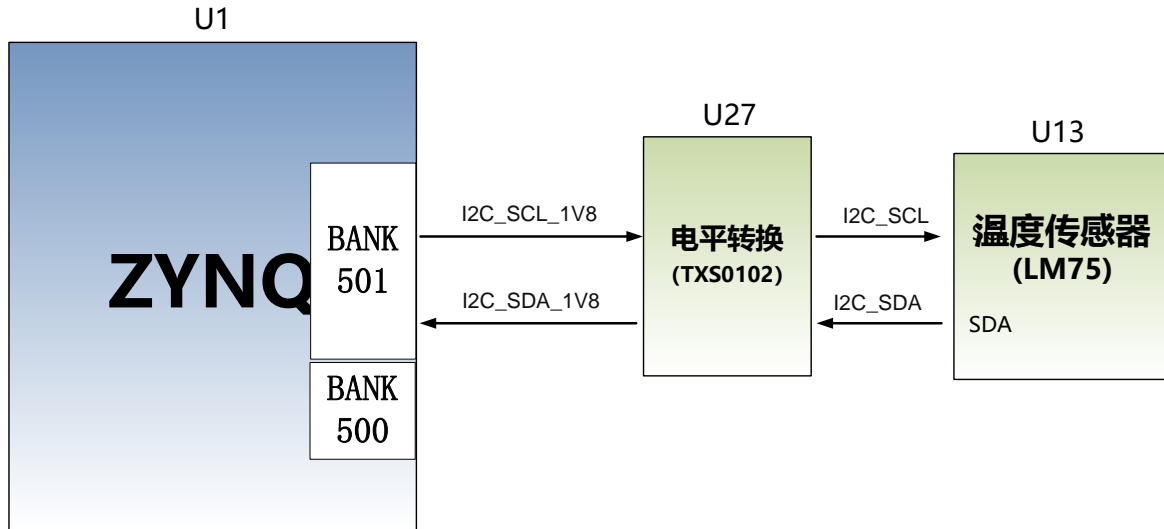 U1
ZYNQ
BANK
501
BANK
500
I2C_SCL_1V8
I2C_SDA_1V8
U27
电平转换
(TXS0102)
I2C_SCL
I2C_SDA
U13
温度传感器
(LM75)
SDA